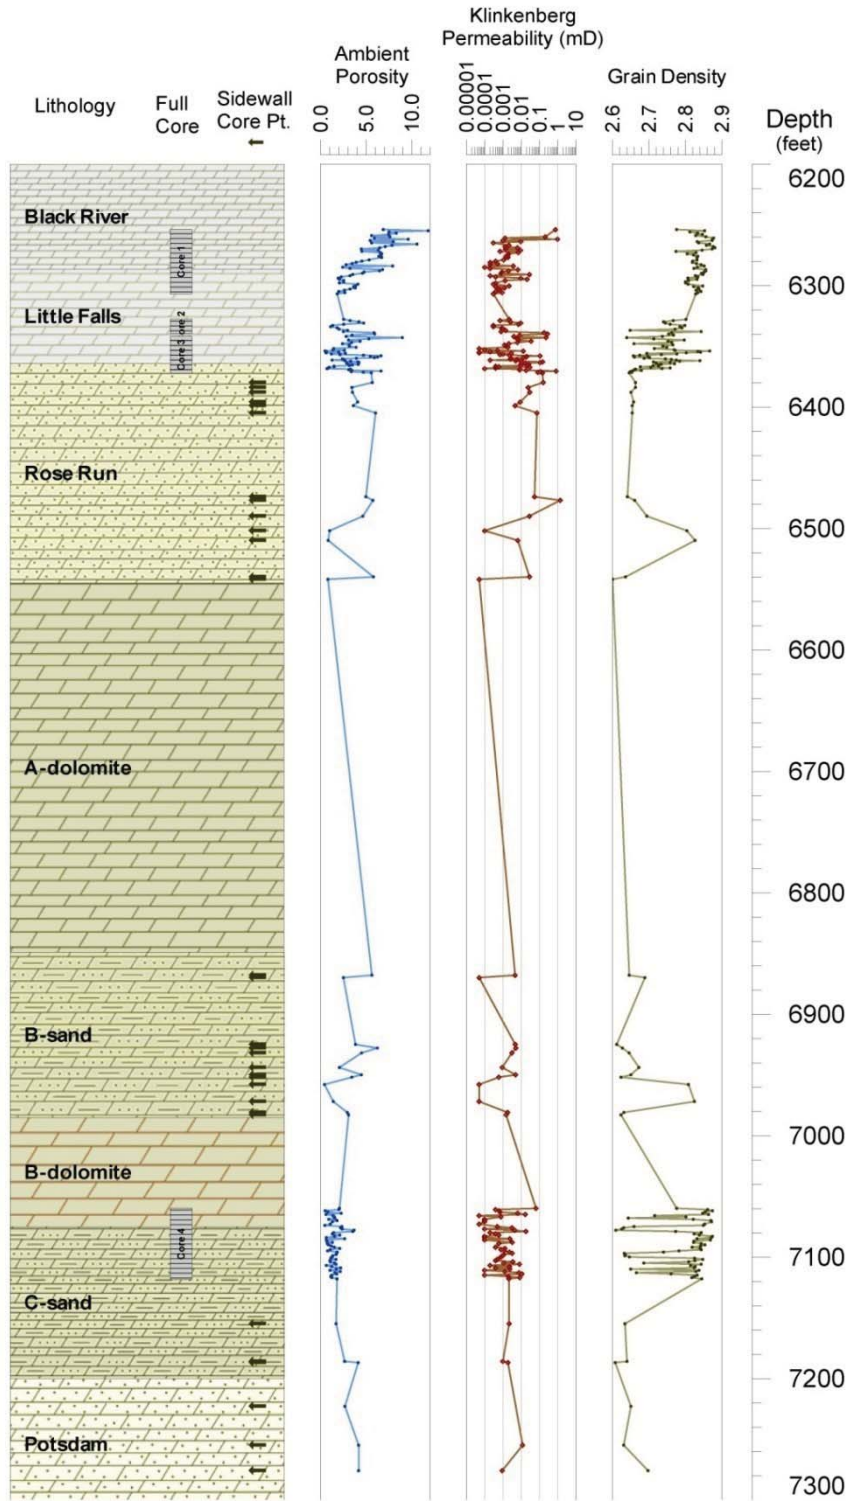 Klinkenberg
Permeability (mD)
Ambient
Porosity
Grain Density
Lithology
Full
Core
Sidewall
Core Pt.
0.0
5.0
10.0
0.00001
0.0001
0.001
0.01
0.1
1
10
2.6
2.7
2.8
2.9
Depth
(feet)
6200
Black River
Core 1
6300
Little Falls
ore 2
Core 3
6400
Rose Run
6500
6600
A-dolomite
6700
6800
6900
B-sand
7000
B-dolomite
Core 4
7100
C-sand
7200
Potsdam
7300